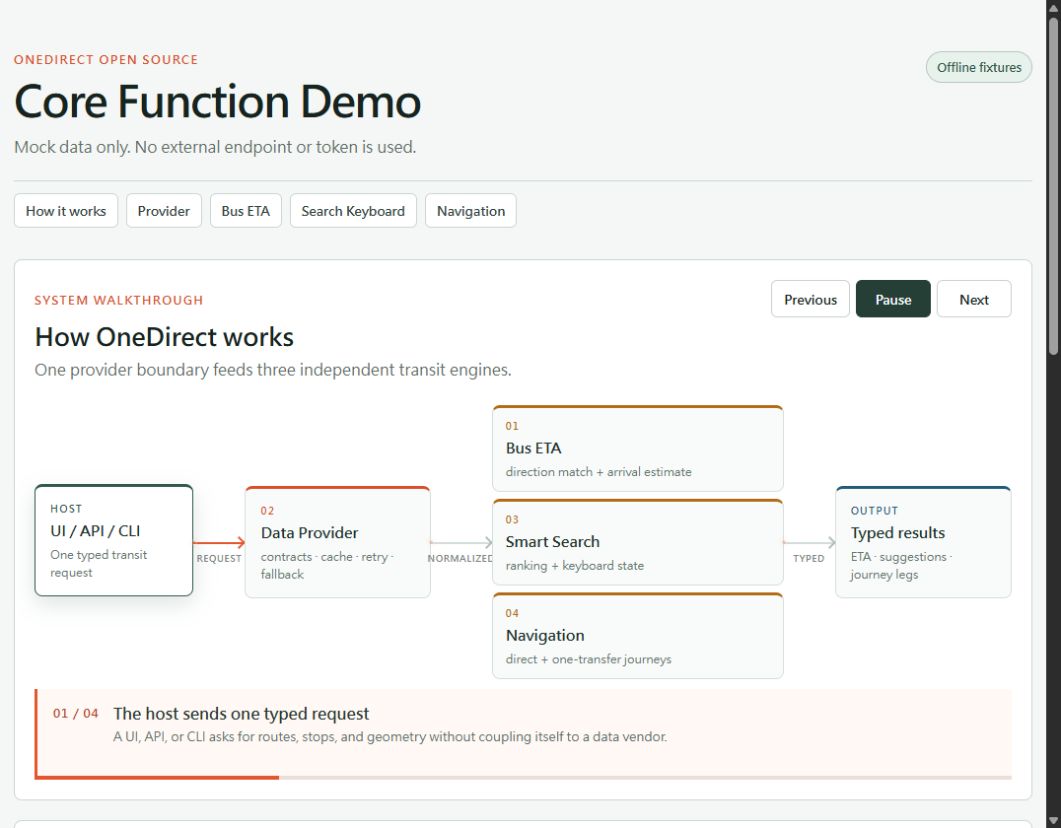 ONEDIRECT OPEN SOURCE
Offline fixtures
Core Function Demo
Mock data only. No external endpoint or token is used.
How it works
Provider
Bus ETA
Search Keyboard
Navigation
SYSTEM WALKTHROUGH
Previous
Pause
Next
How OneDirect works
One provider boundary feeds three independent transit engines.
HOST
UI / API / CLI
One typed transit
request
REQUEST
02
Data Provider
contracts · cache · retry ·
fallback
NORMALIZED
01
Bus ETA
direction match + arrival estimate
03
Smart Search
ranking + keyboard state
04
Navigation
direct + one-transfer journeys
TYPED
OUTPUT
Typed results
ETA · suggestions ·
journey legs
01 / 04
The host sends one typed request
A UI, API, or CLI asks for routes, stops, and geometry without coupling itself to a data vendor.